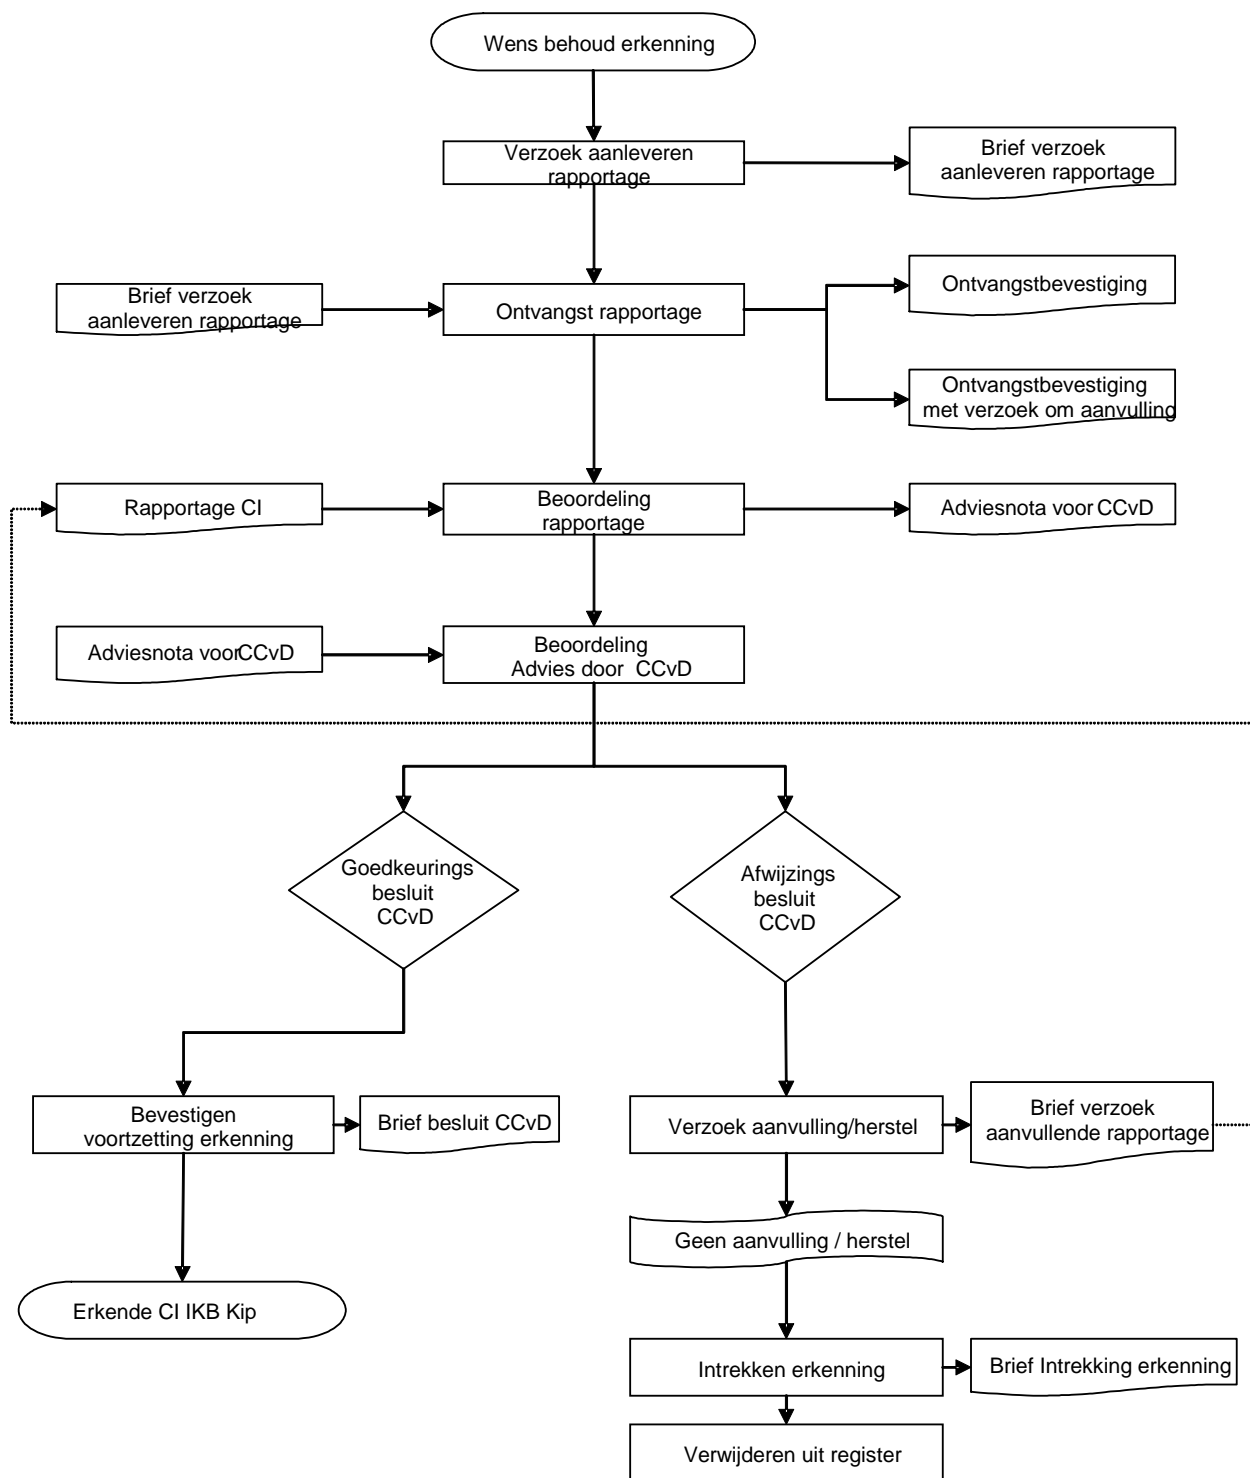 Wens behoud erkenning
Verzoek aanleveren
rapportage
Brief verzoek
aanleveren rapportage
Brief verzoek
aanleveren rapportage
Ontvangst rapportage
Ontvangstbevestiging
Ontvangstbevestiging
met verzoek om aanvulling
Rapportage CI
Beoordeling
rapportage
Adviesnota voor CCvD
Adviesnota voorCCvD
Beoordeling
Advies door CCvD
Goedkeurings
besluit
CCvD
Afwijzings
besluit
CCvD
Bevestigen
voortzetting erkenning
Brief besluit CCvD
Verzoek aanvulling/herstel
Brief verzoek
aanvullende rapportage
Geen aanvulling / herstel
Erkende CI IKB Kip
Intrekken erkenning
Brief Intrekking erkenning
Verwijderen uit register